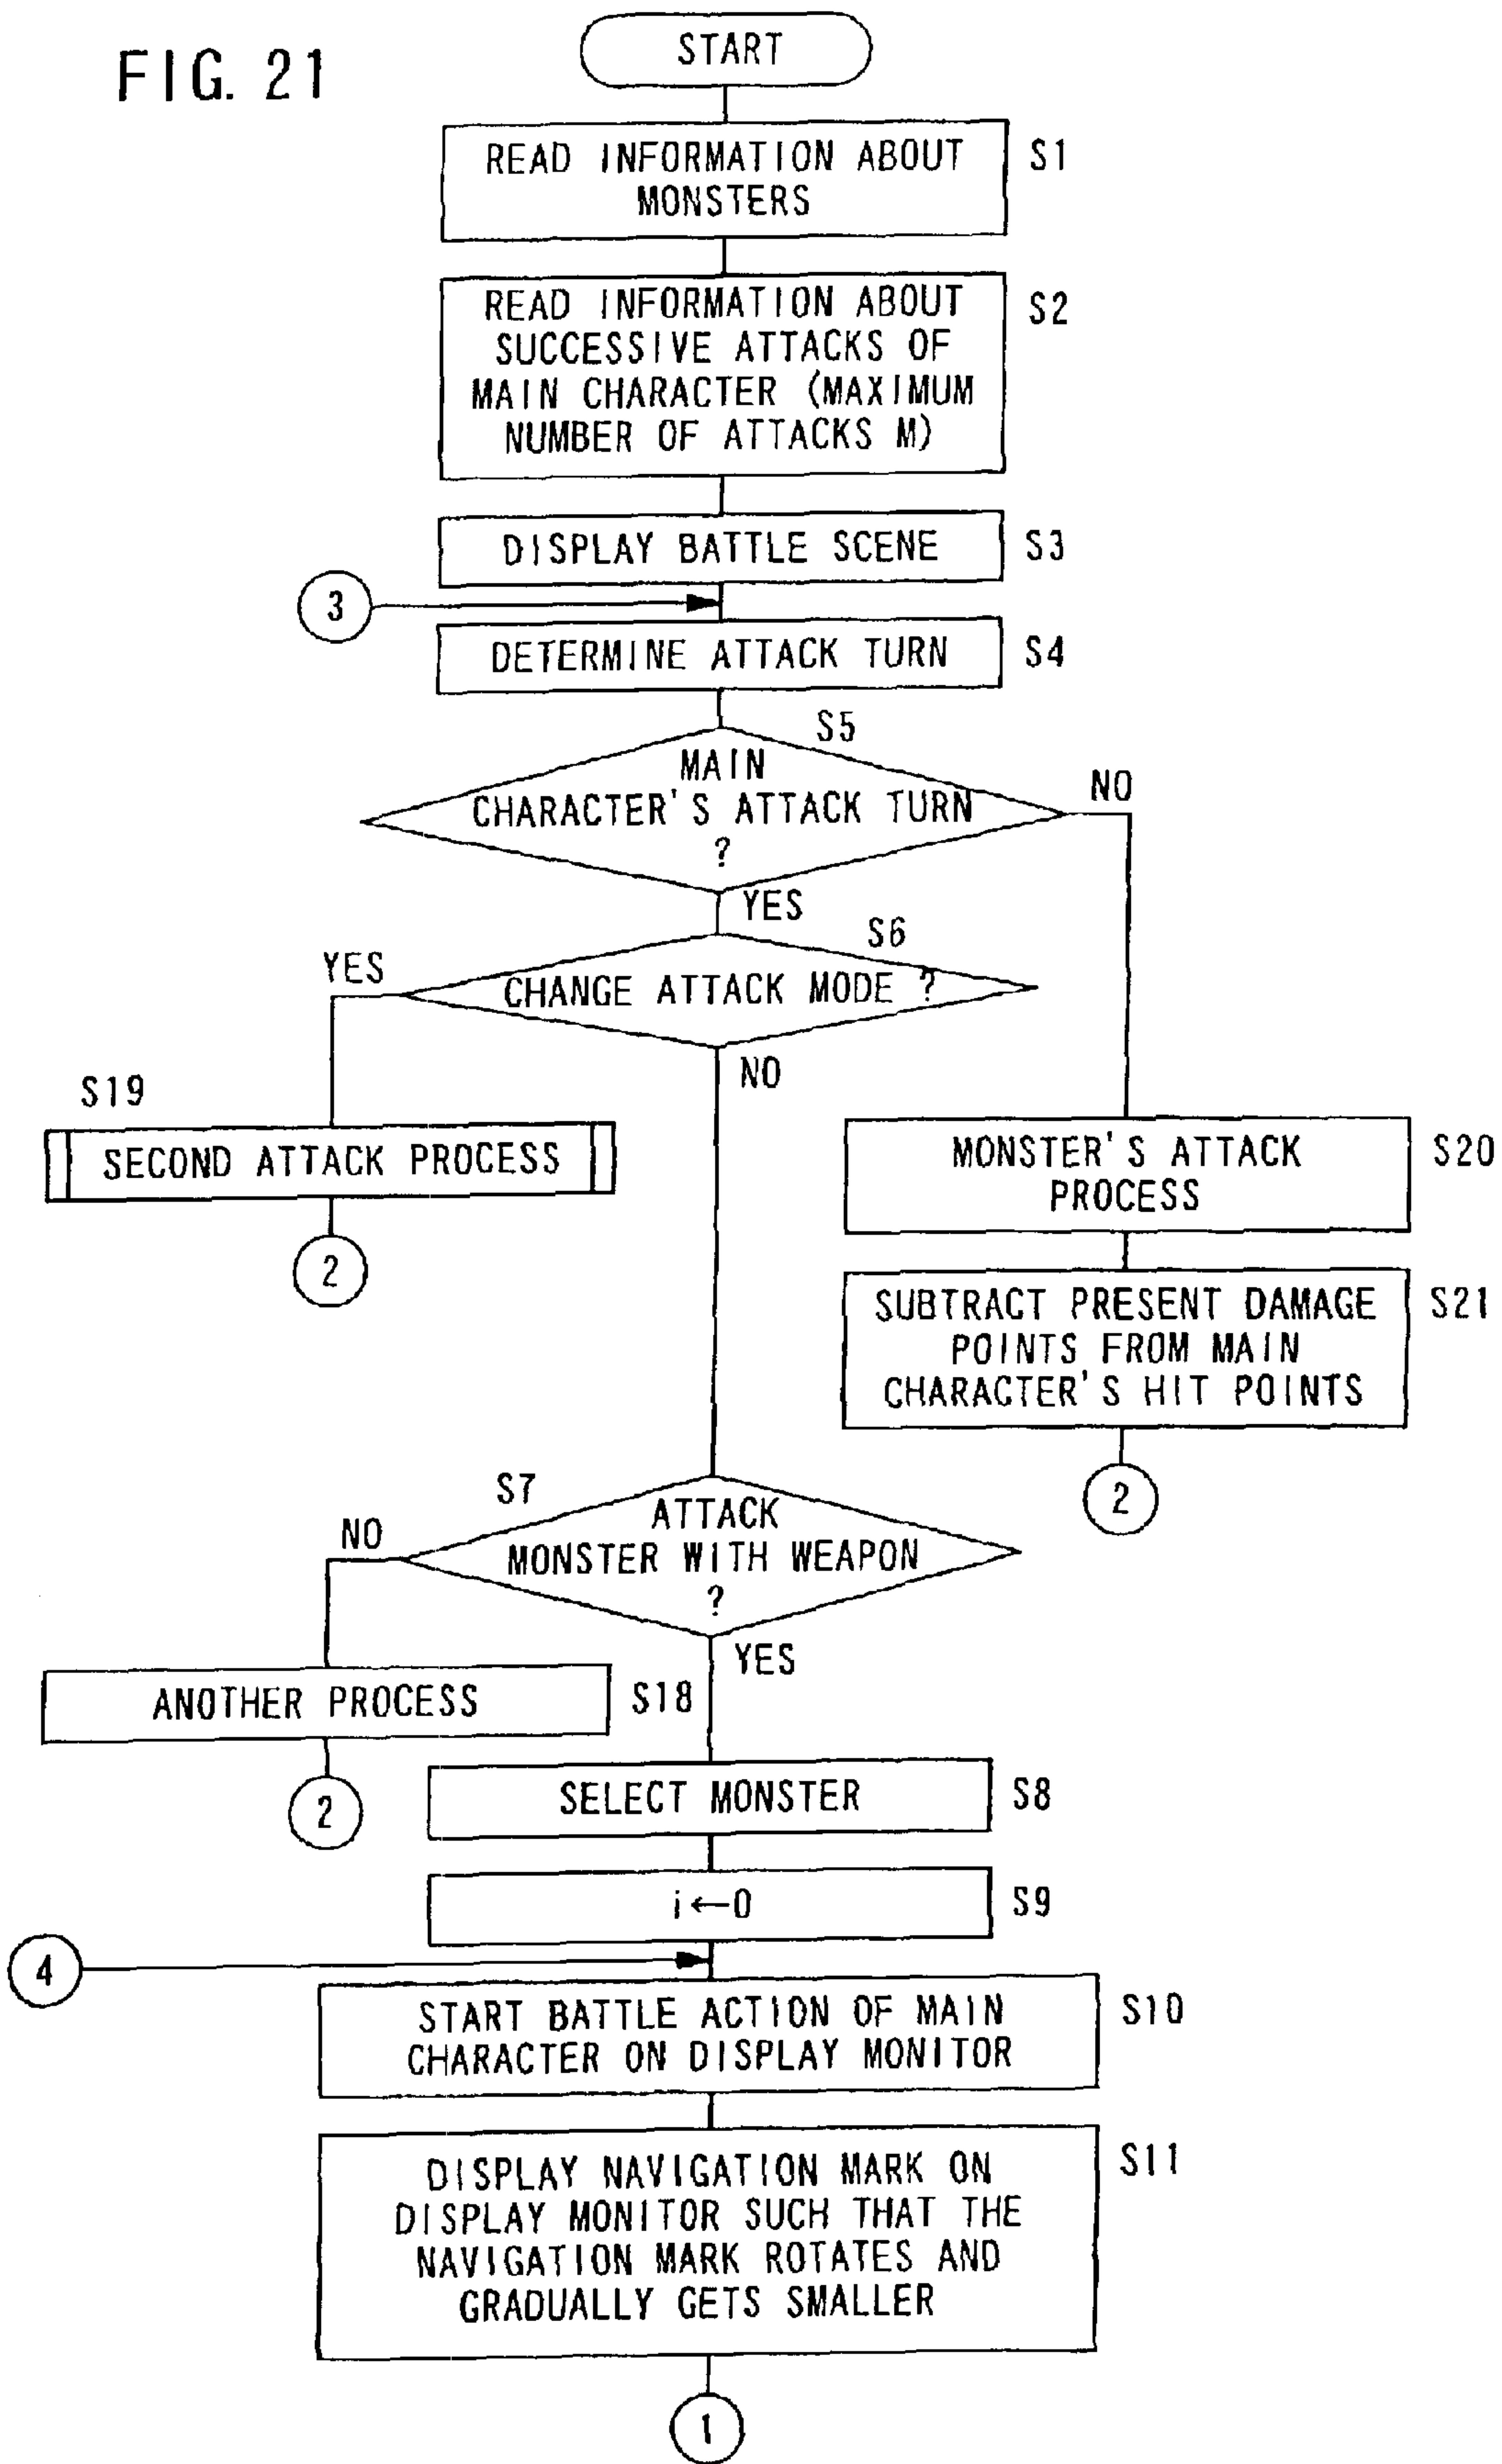 FIG. 21
START
READ INFORMATION ABOUT
MONSTERS
S1
READ INFORMATION ABOUT
SUCCESSIVE ATTACKS OF
MAIN CHARACTER (MAXIMUM
NUMBER OF ATTACKS M)
S2
DISPLAY BATTLE SCENE
S3
3
DETERMINE ATTACK TURN
S4
S5
MAIN
CHARACTER'S ATTACK TURN
?
NO
YES
S6
YES
CHANGE ATTACK MODE ?
NO
S19
SECOND ATTACK PROCESS
2
MONSTER'S ATTACK
PROCESS
S20
SUBTRACT PRESENT DAMAGE
POINTS FROM MAIN
CHARACTER'S HIT POINTS
S21
2
S7
ATTACK
MONSTER WITH WEAPON
?
NO
YES
ANOTHER PROCESS
S18
2
SELECT MONSTER
S8
i←0
S9
4
START BATTLE ACTION OF MAIN
CHARACTER ON DISPLAY MONITOR
S10
DISPLAY NAVIGATION MARK ON
DISPLAY MONITOR SUCH THAT THE
NAVIGATION MARK ROTATES AND
GRADUALLY GETS SMALLER
S11
1